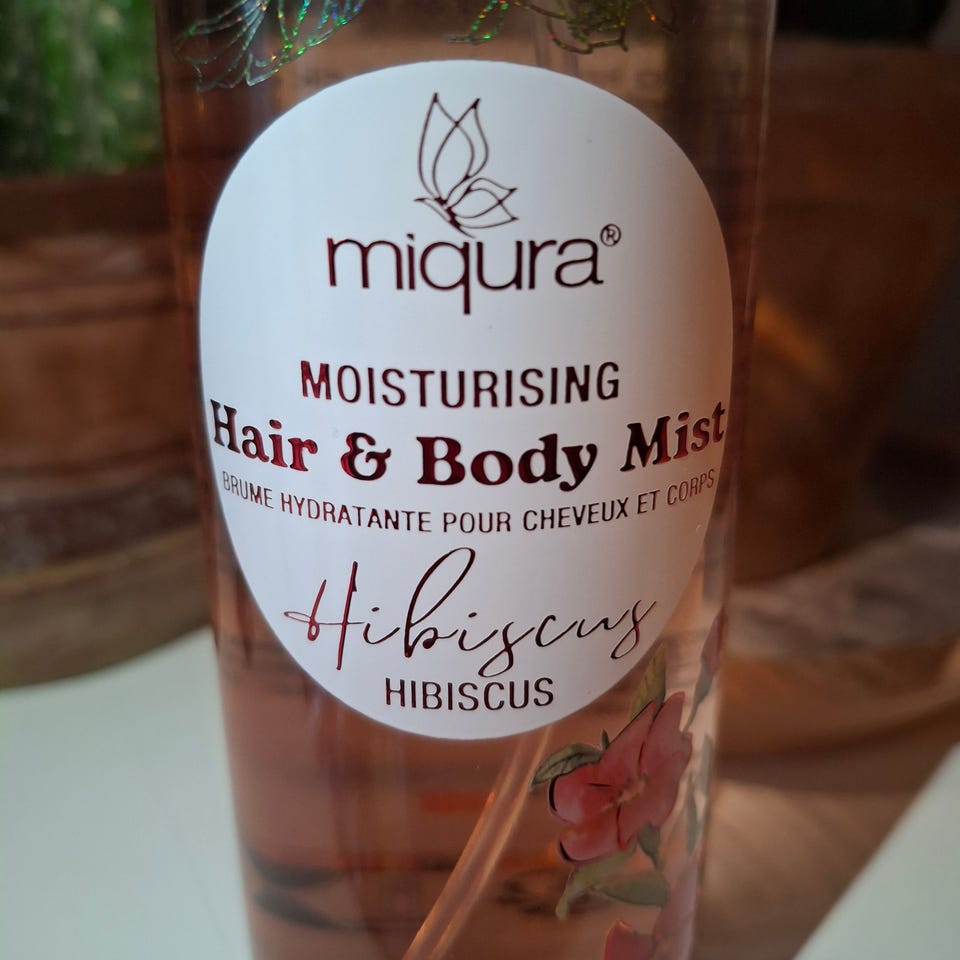 miqura®
MOISTURISING
Hair & Body Mist
BRUME HYDRATANTE POUR CHEVEUX ET CORPS
Hibiscus
HIBISCUS